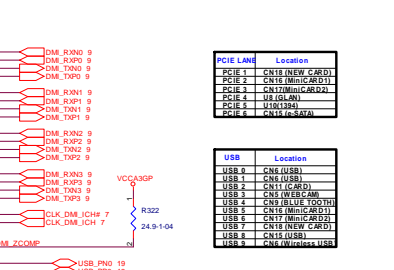 DMI_RXN0 9
DMI_RXP0 9
DMI_TXN0 9
DMI_TXP0 9
DMI_RXN1 9
DMI_RXP1 9
DMI_TXN1 9
DMI_TXP1 9
DMI_RXN2 9
DMI_RXP2 9
DMI_TXN2 9
DMI_TXP2 9
DMI_RXN3 9
DMI_RXP3 9
DMI_TXN3 9
DMI_TXP3 9
CLK_DMI_ICH# 7
CLK_DMI_ICH 7
DMI_ZCOMP
USB_PN0 19
VCCA3GP
1
R322
24.9-1-04
2
PCIE LANE Location
PCIE 1 CN18 (NEW CARD)
PCIE 2 CN16 (MiniCARD1)
PCIE 3 CN17(MiniCARD2)
PCIE 4 U8 (GLAN)
PCIE 5 U10(1394)
PCIE 6 CN15 (e-SATA)
USB Location
USB 0 CN6 (USB)
USB 1 CN6 (USB)
USB 2 CN11 (CARD)
USB 3 CN5 (WEBCAM)
USB 4 CN9 (BLUE TOOTH)
USB 5 CN16 (MiniCARD1)
USB 6 CN17 (MiniCARD2)
USB 7 CN18 (NEW CARD)
USB 8 CN15 (USB)
USB 9 CN6 (Wireless USB)